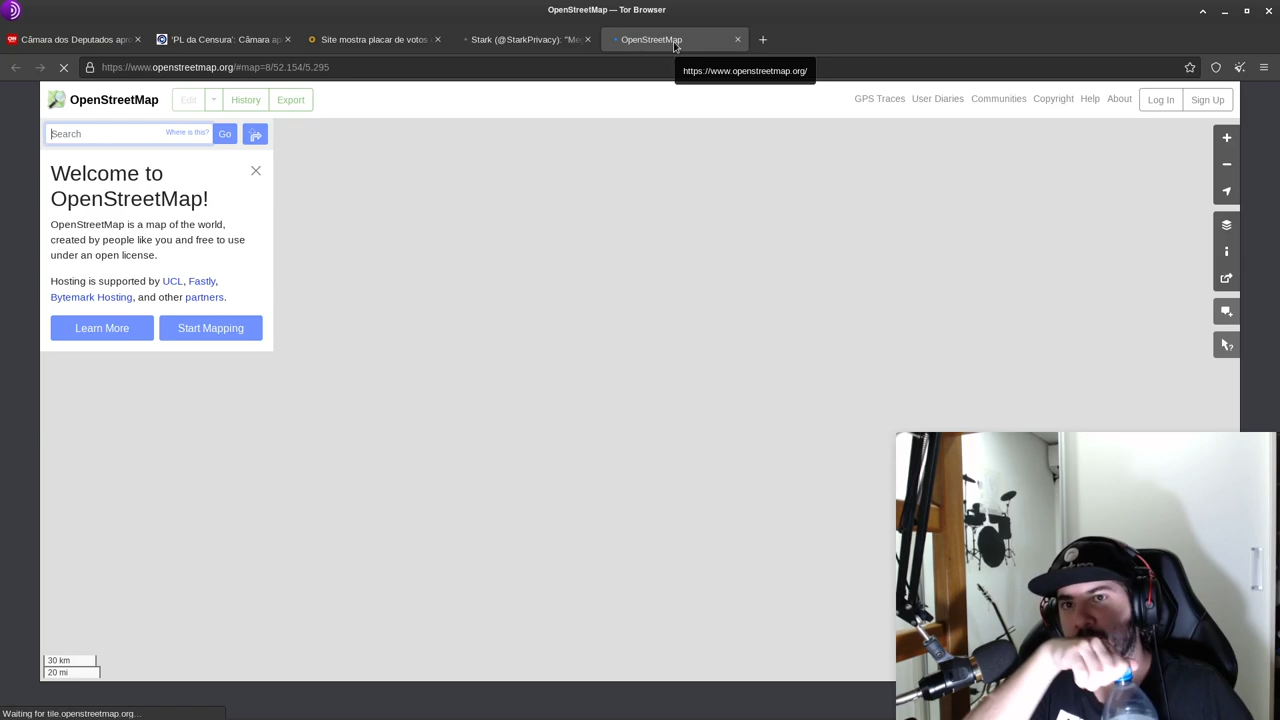 OpenStreetMap — Tor Browser
Câmara dos Deputados apro
'PL da Censura': Câmara ap
Site mostra placar de votos
Stark (@StarkPrivacy): "Me
OpenStreetMap
https://www.openstreetmap.org/#map=8/52.154/5.295
https://www.openstreetmap.org/
OpenStreetMap
Edit
History
Export
GPS Traces
User Diaries
Communities
Copyright
Help
About
Log In
Sign Up
Search
Where is this?
Go
Welcome to
OpenStreetMap!
OpenStreetMap is a map of the world,
created by people like you and free to use
under an open license.
Hosting is supported by UCL, Fastly,
Bytemark Hosting, and other partners.
Learn More
Start Mapping
30 km
20 mi
Waiting for tile.openstreetmap.org...